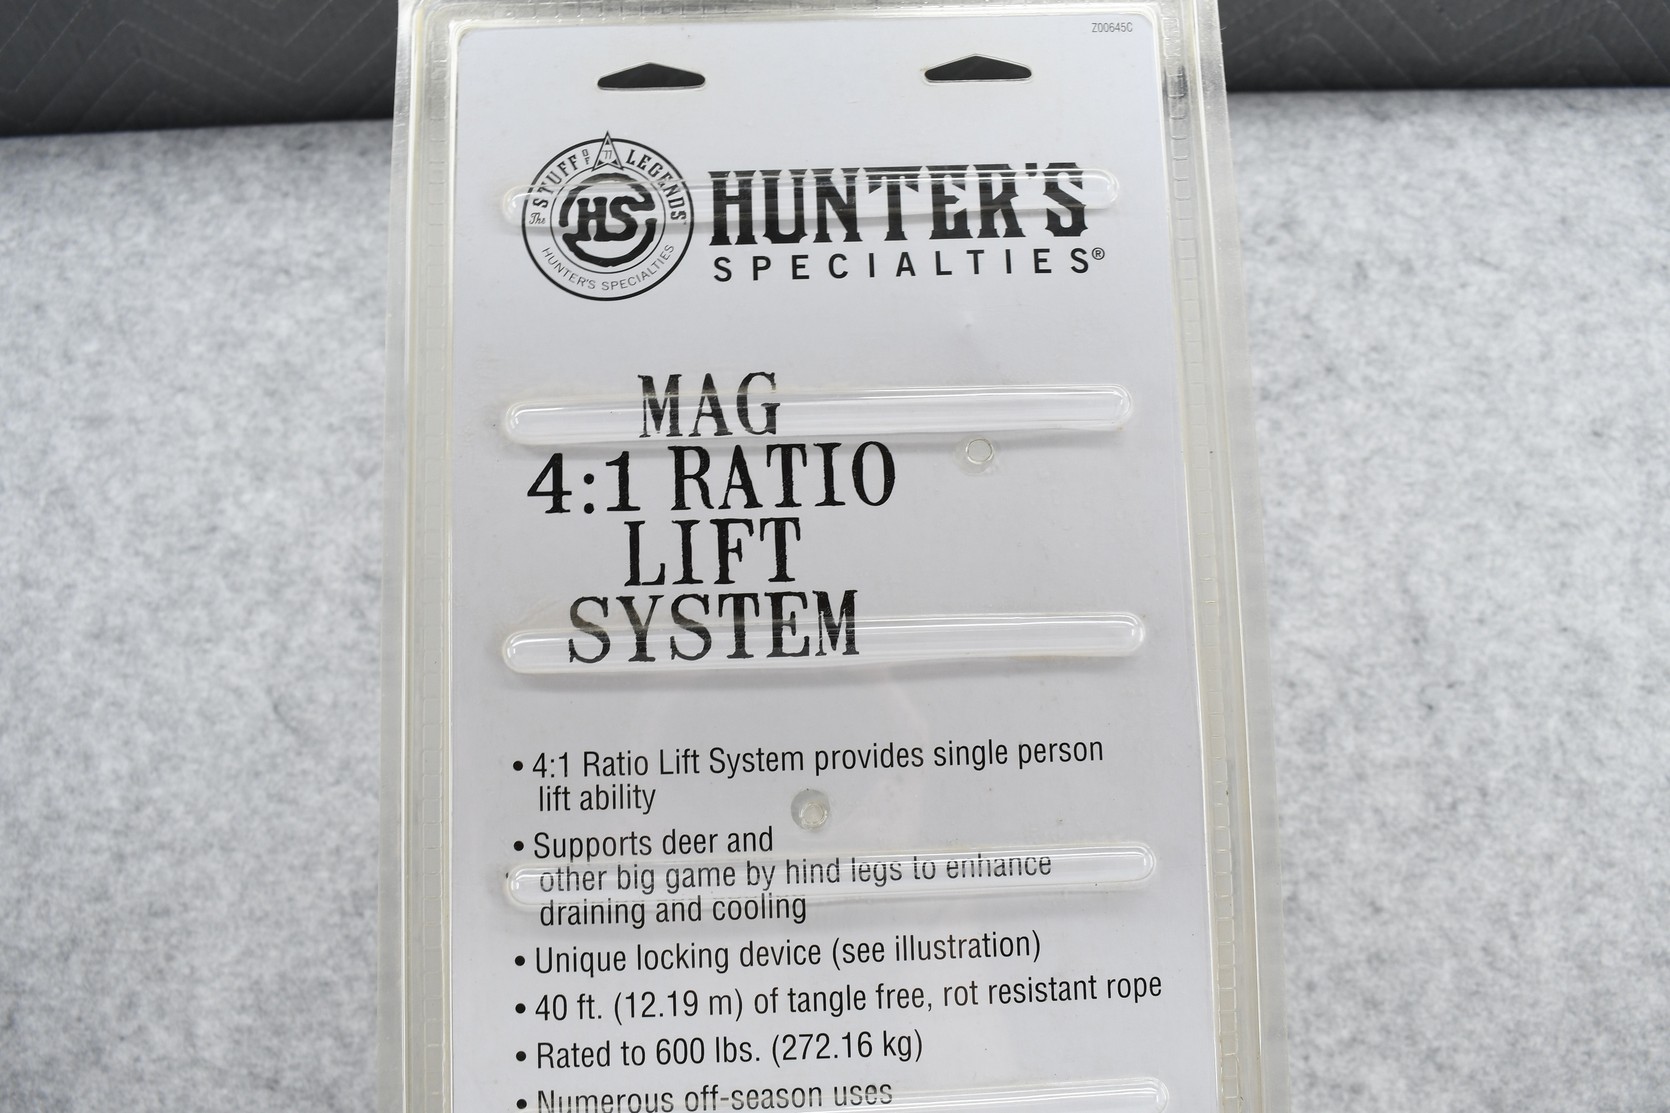 Z00645C
The STUFF OF LEGENDS
77
HS
HUNTER'S SPECIALTIES
HUNTER'S
SPECIALTIES®
MAG
4:1 RATIO
LIFT
SYSTEM
• 4:1 Ratio Lift System provides single person
lift ability
• Supports deer and
other big game by hind legs to enhance
draining and cooling
• Unique locking device (see illustration)
• 40 ft. (12.19 m) of tangle free, rot resistant rope
• Rated to 600 lbs. (272.16 kg)
• Numerous off-season uses